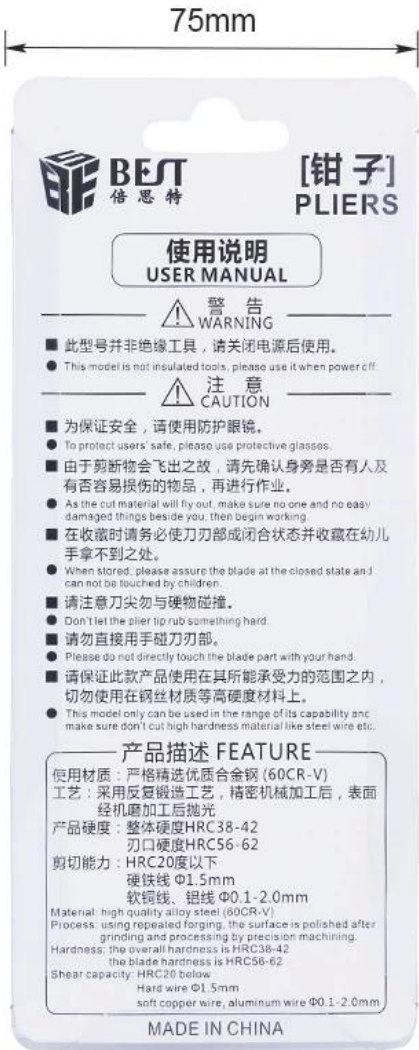 75mm
BEST
倍思特
[钳子]
PLIERS
使用说明
USER MANUAL
警 告
WARNING
■ 此型号并非绝缘工具，请关闭电源后使用。
● This model is not insulated tools, please use it when power off.
注 意
CAUTION
■ 为保证安全，请使用防护眼镜。
● To protect users' safe, please use protective glasses.
■ 由于剪断物会飞出之故，请先确认身旁是否有人及
有否容易损伤的物品，再进行作业。
● As the cut material will fly out, make sure no one and no easy
damaged things beside you, then begin working.
■ 在收藏时请务必使刀刃部成闭合状态并收藏在幼儿
手拿不到之处。
● When stored, please assure the blade at the closed state and
can not be touched by children.
■ 请注意刀尖勿与硬物碰撞。
● Don't let the plier tip rub something hard.
■ 请勿直接用手碰刀刃部。
● Please do not directly touch the blade part with your hand.
■ 请保证此款产品使用在其所能承受力的范围之内，
切勿使用在钢丝材质等高硬度材料上。
● This model only can be used in the range of its capability and
make sure don't cut high hardness material like steel wire etc.
产品描述 FEATURE
使用材质：严格精选优质合金钢 (60CR-V)
工艺：采用反复锻造工艺，精密机械加工后，表面
经机磨加工后抛光
产品硬度：整体硬度HRC38-42
刃口硬度HRC56-62
剪切能力：HRC20度以下
硬铁线 Φ1.5mm
软铜线、铝线 Φ0.1-2.0mm
Material: high quality alloy steel (60CR-V)
Process: using repeated forging, the surface is polished after
grinding and processing by precision machining.
Hardness: the overall hardness is HRC38-42
the blade hardness is HRC56-62
Shear capacity: HRC20 below
Hard wire Φ1.5mm
soft copper wire, aluminum wire Φ0.1-2.0mm
MADE IN CHINA